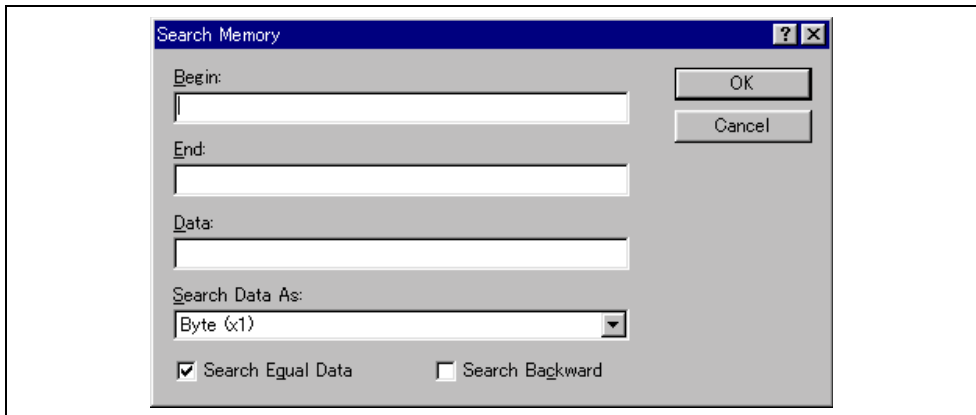 Search Memory
Begin:
OK
Cancel
End:
Data:
Search Data As:
Byte (x1)
Search Equal Data
Search Backward